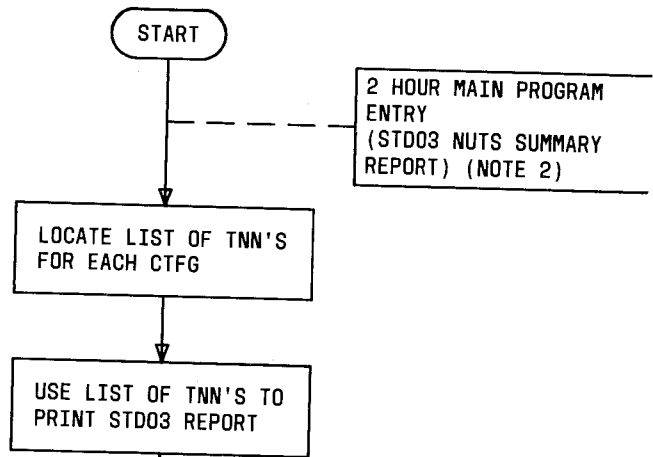 START
2 HOUR MAIN PROGRAM
ENTRY
(STD03 NUTS SUMMARY
REPORT) (NOTE 2)
LOCATE LIST OF TNN'S
FOR EACH CTFG
USE LIST OF TNN'S TO
PRINT STD03 REPORT